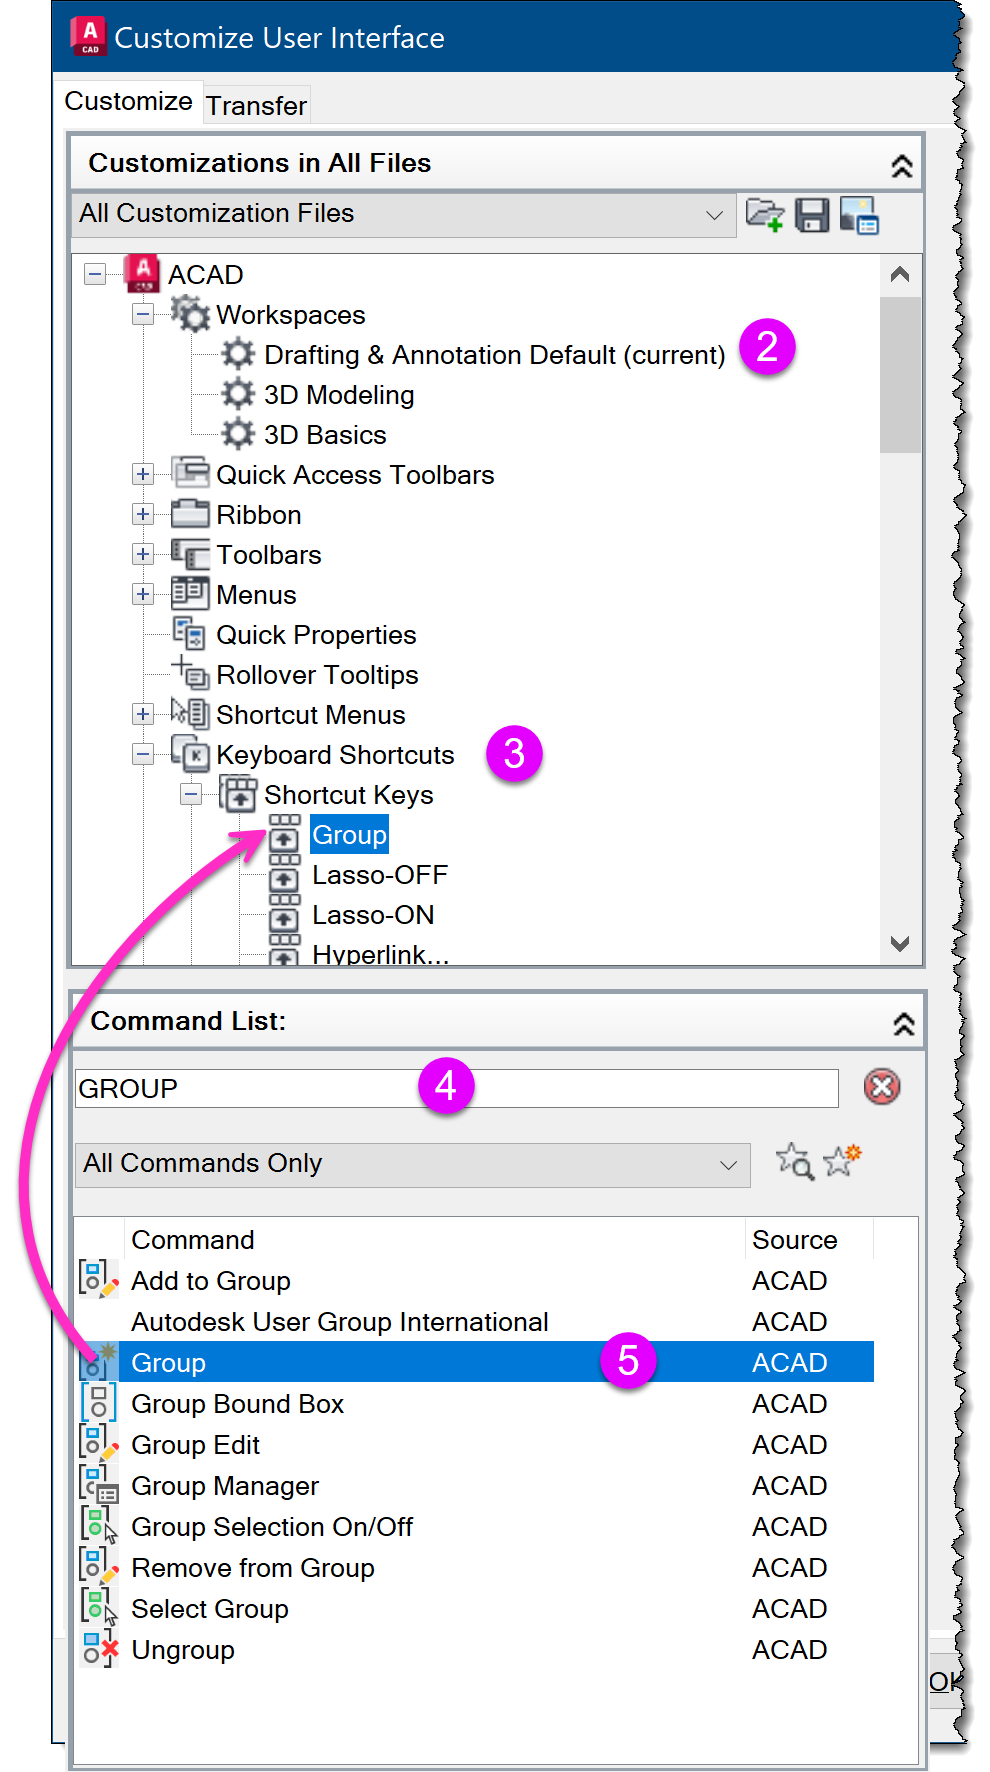 A
CAD
Customize User Interface
Customize Transfer
Customizations in All Files
All Customization Files
A
ACAD
Workspaces
Drafting & Annotation Default (current) 2
3D Modeling
3D Basics
Quick Access Toolbars
Ribbon
Toolbars
Menus
Quick Properties
Rollover Tooltips
Shortcut Menus
K Keyboard Shortcuts 3
Shortcut Keys
Group
Lasso-OFF
Lasso-ON
Hyperlink...
Command List:
GROUP 4
All Commands Only
Command Source
Add to Group ACAD
Autodesk User Group International ACAD
Group 5 ACAD
Group Bound Box ACAD
Group Edit ACAD
Group Manager ACAD
Group Selection On/Off ACAD
Remove from Group ACAD
Select Group ACAD
Ungroup ACAD
OK